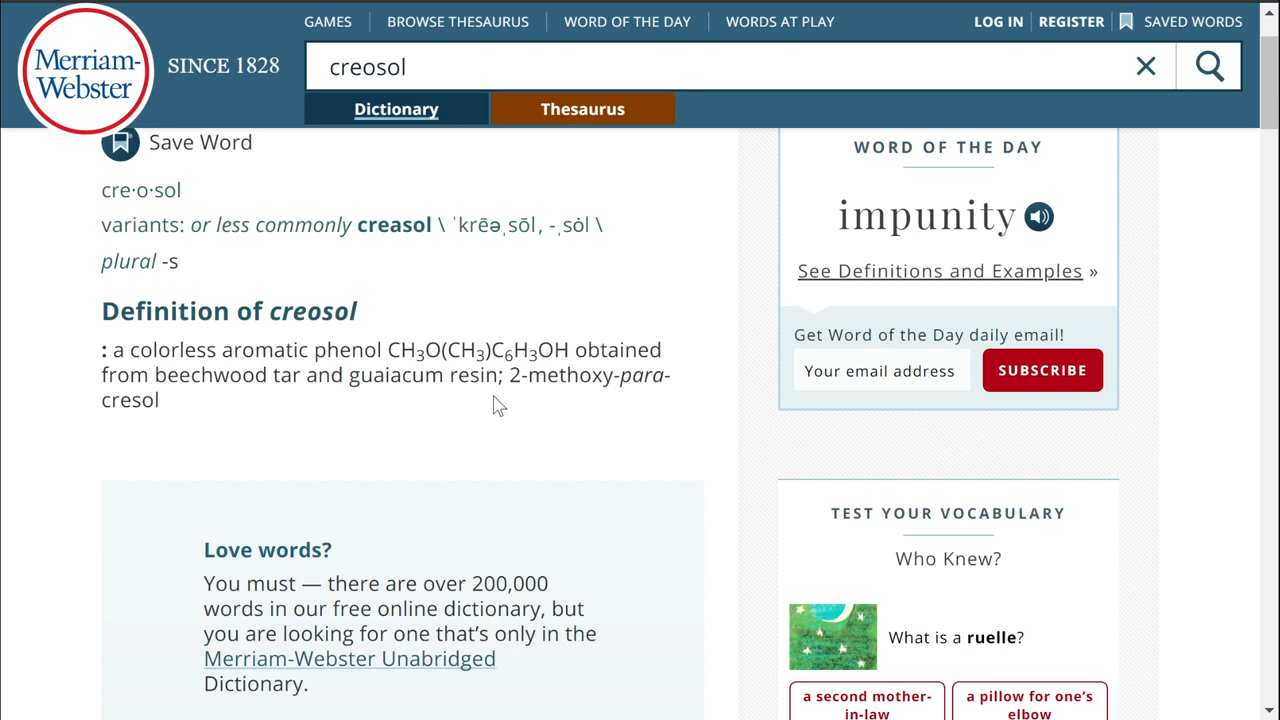 GAMES
BROWSE THESAURUS
WORD OF THE DAY
WORDS AT PLAY
LOG IN
REGISTER
SAVED WORDS
Merriam-
Webster
SINCE 1828
creosol
Dictionary
Thesaurus
Save Word
cre·o·sol
variants: or less commonly creasol \ ˈkrēəˌsōl, -ˌsȯl \
plural -s
Definition of creosol
: a colorless aromatic phenol CH₃O(CH₃)C₆H₃OH obtained
from beechwood tar and guaiacum resin; 2-methoxy-para-
cresol
Love words?
You must — there are over 200,000
words in our free online dictionary, but
you are looking for one that’s only in the
Merriam-Webster Unabridged
Dictionary.
WORD OF THE DAY
impunity
See Definitions and Examples »
Get Word of the Day daily email!
Your email address
SUBSCRIBE
TEST YOUR VOCABULARY
Who Knew?
What is a ruelle?
a second mother-
in-law
a pillow for one’s
elbow